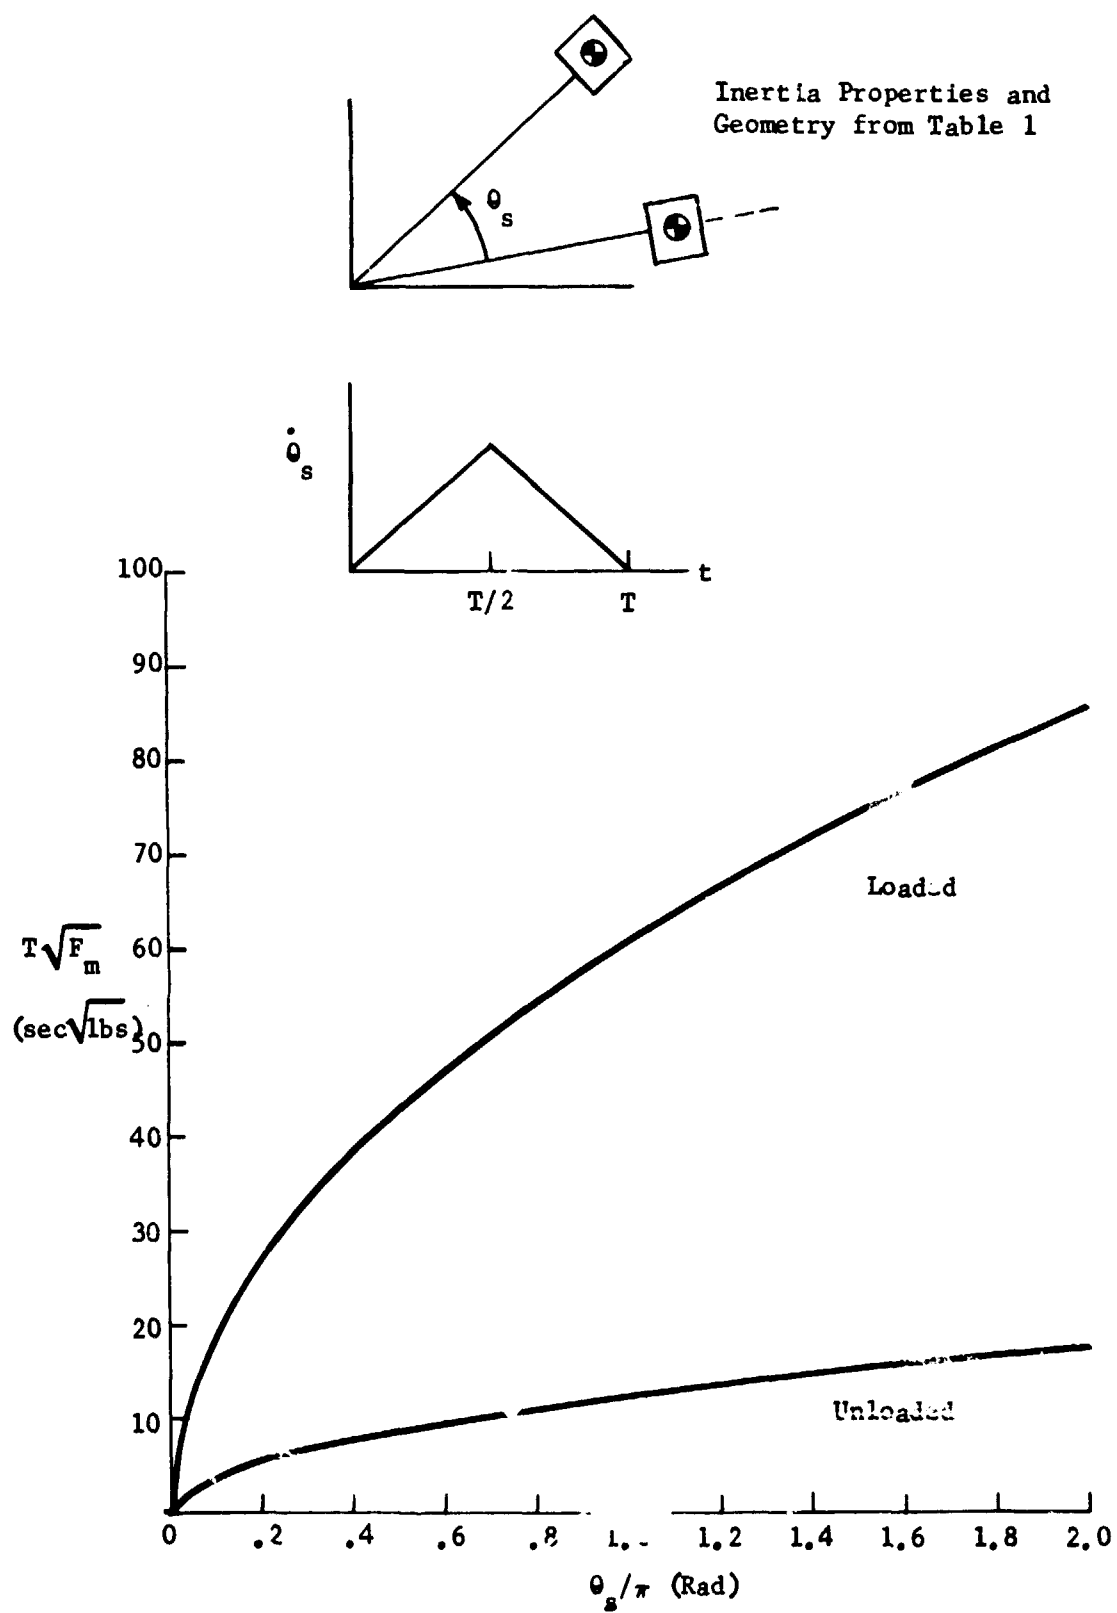 Inertia Properties and
Geometry from Table 1
θs
θ̇s
t
T/2
T
100
90
80
70
60
50
40
30
20
10
T√Fm
(sec√lbs)
Loaded
Unloaded
0
.2
.4
.6
.8
1.2
1.4
1.6
1.8
2.0
θs/π (Rad)